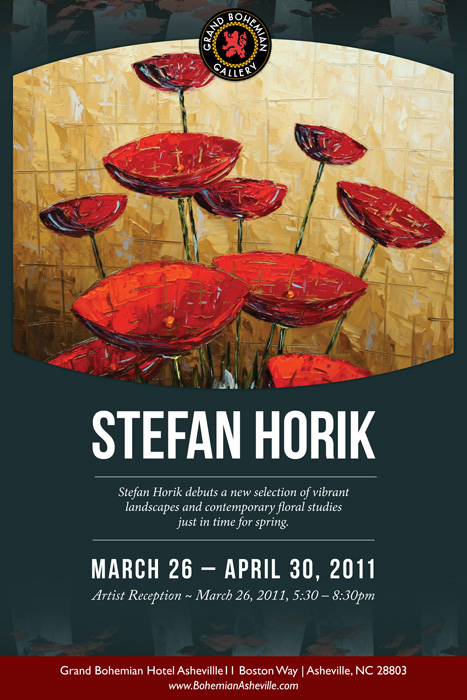 GRAND BOHEMIAN
GALLERY
STEFAN HORIK
Stefan Horik debuts a new selection of vibrant
landscapes and contemporary floral studies
just in time for spring.
MARCH 26 – APRIL 30, 2011
Artist Reception ~ March 26, 2011, 5:30 – 8:30pm
Grand Bohemian Hotel Ashevillle11 Boston Way | Asheville, NC 28803
www.BohemianAsheville.com